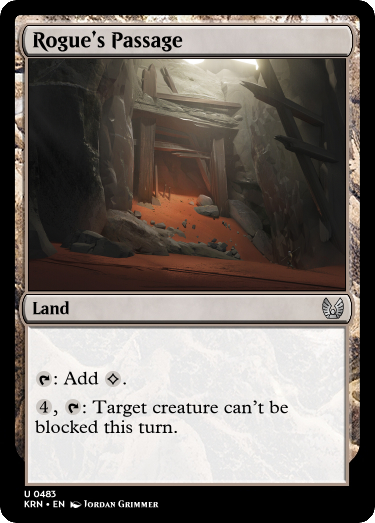 Rogue's Passage
Land
: Add .
4, : Target creature can't be
blocked this turn.
U 0483
KRN • EN Jordan Grimmer